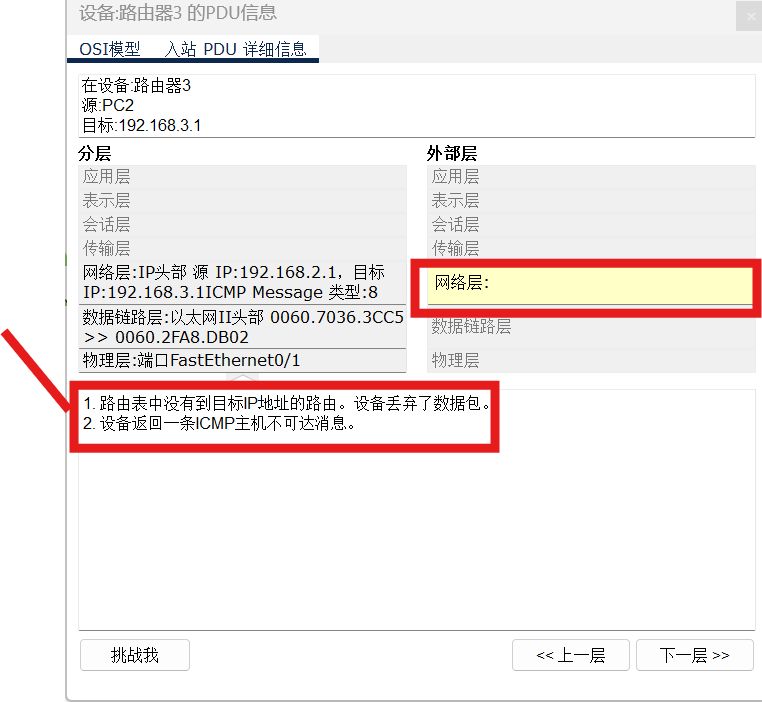 设备:路由器3 的PDU信息
OSI模型 入站 PDU 详细信息
在设备:路由器3
源:PC2
目标:192.168.3.1
分层
外部层
应用层
应用层
表示层
表示层
会话层
会话层
传输层
传输层
网络层:IP头部 源 IP:192.168.2.1，目标
IP:192.168.3.1ICMP Message 类型:8
网络层:
数据链路层:以太网II头部 0060.7036.3CC5
>> 0060.2FA8.DB02
数据链路层
物理层:端口FastEthernet0/1
物理层
1. 路由表中没有到目标IP地址的路由。设备丢弃了数据包。
2. 设备返回一条ICMP主机不可达消息。
挑战我
<< 上一层
下一层 >>